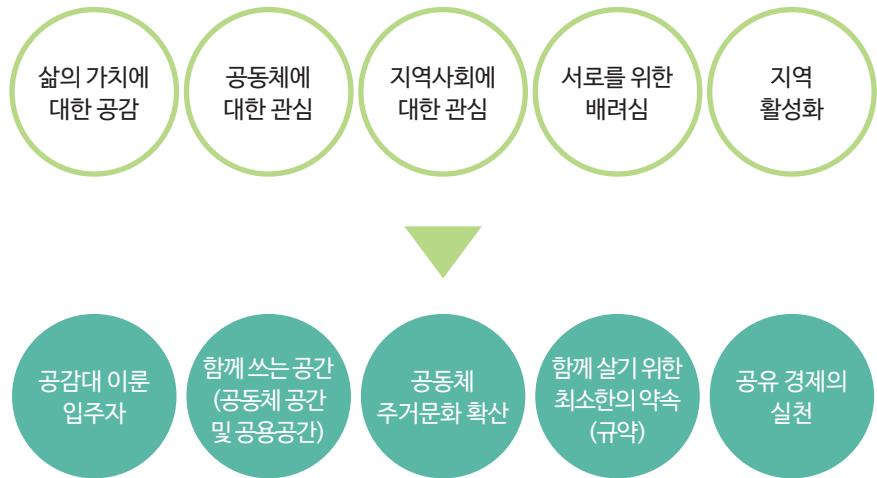 삶의 가치에
대한 공감
공동체에
대한 관심
지역사회에
대한 관심
서로를 위한
배려심
지역
활성화
공감대 이룬
입주자
함께 쓰는 공간
(공동체 공간
및 공용공간)
공동체
주거문화 확산
함께 살기 위한
최소한의 약속
(규약)
공유 경제의
실천